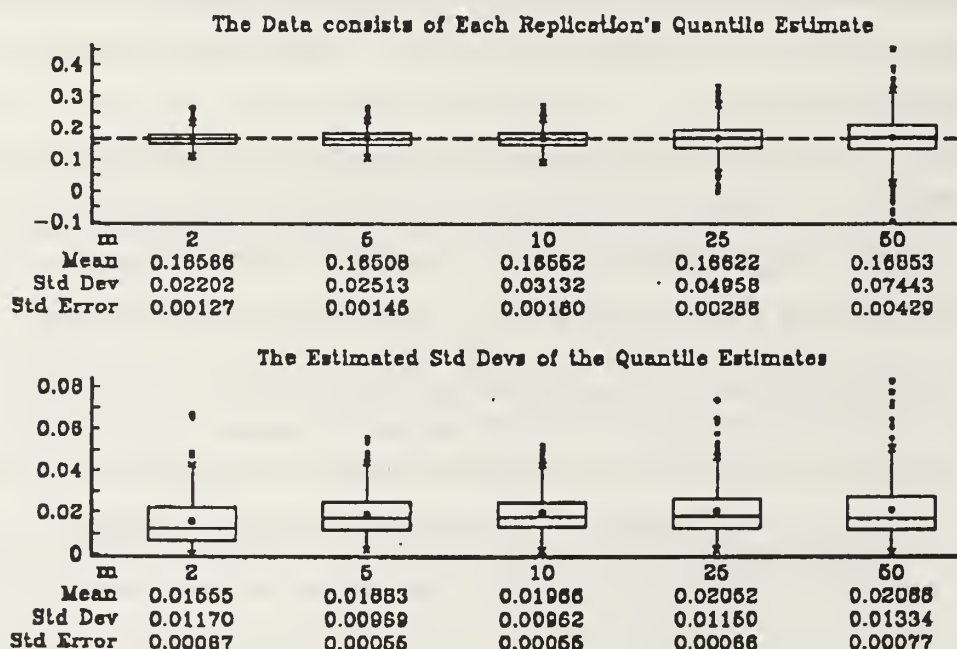 The Data consists of Each Replication's Quantile Estimate
0.4
0.3
0.2
0.1
0
−0.1
m 2 5 10 25 50
Mean 0.16586 0.16508 0.16552 0.16622 0.16853
Std Dev 0.02202 0.02513 0.03132 0.04958 0.07443
Std Error 0.00127 0.00145 0.00180 0.00286 0.00429
The Estimated Std Devs of the Quantile Estimates
0.08
0.06
0.04
0.02
0
m 2 5 10 25 50
Mean 0.01555 0.01883 0.01966 0.02052 0.02066
Std Dev 0.01170 0.00969 0.00962 0.01150 0.01334
Std Error 0.00067 0.00055 0.00055 0.00066 0.00077